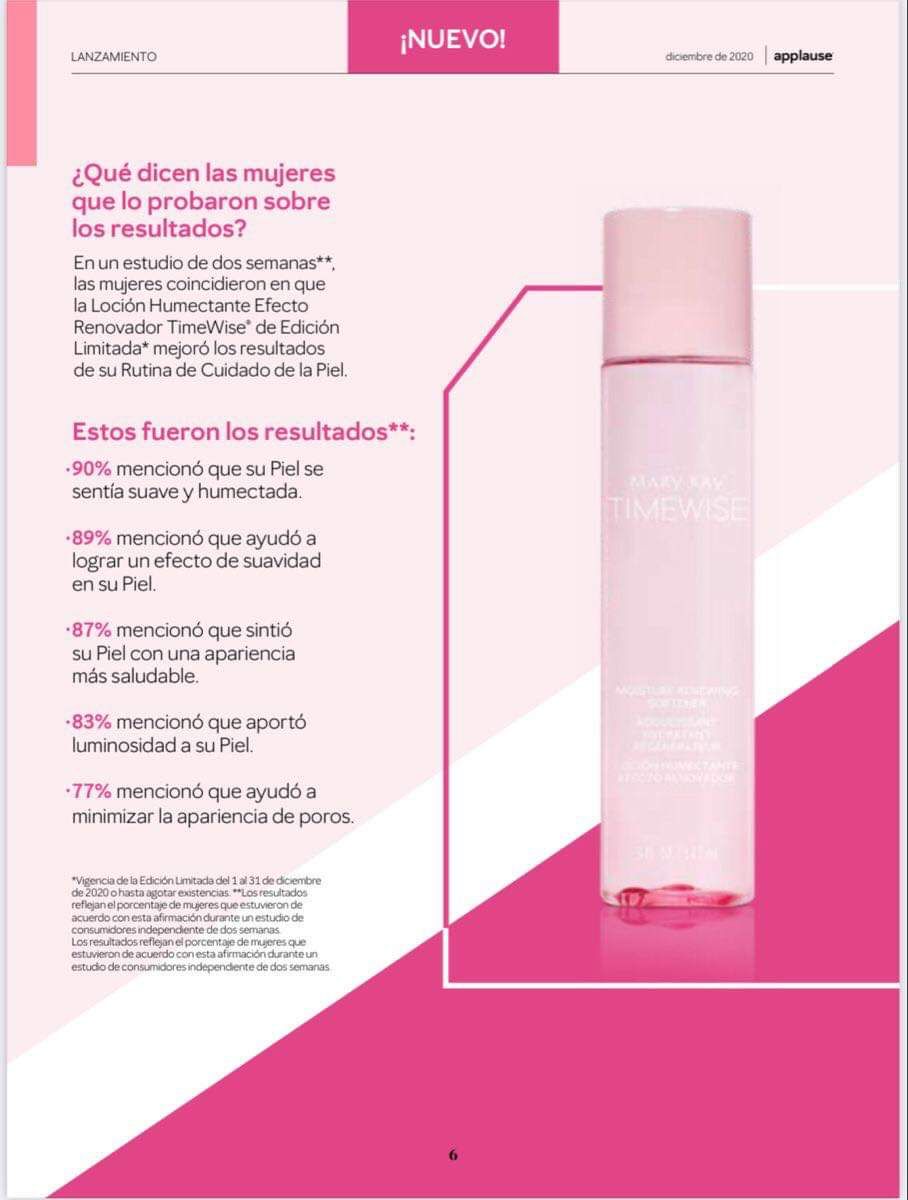 LANZAMIENTO
¡NUEVO!
diciembre de 2020
applause
¿Qué dicen las mujeres
que lo probaron sobre
los resultados?
En un estudio de dos semanas**,
las mujeres coincidieron en que
la Loción Humectante Efecto
Renovador TimeWise® de Edición
Limitada* mejoró los resultados
de su Rutina de Cuidado de la Piel.
Estos fueron los resultados**:
·90% mencionó que su Piel se
sentía suave y humectada.
·89% mencionó que ayudó a
lograr un efecto de suavidad
en su Piel.
·87% mencionó que sintió
su Piel con una apariencia
más saludable.
·83% mencionó que aportó
luminosidad a su Piel.
·77% mencionó que ayudó a
minimizar la apariencia de poros.
*Vigencia de la Edición Limitada del 1 al 31 de diciembre
de 2020 o hasta agotar existencias. **Los resultados
reflejan el porcentaje de mujeres que estuvieron de
acuerdo con esta afirmación durante un estudio de
consumidores independiente de dos semanas.
Los resultados reflejan el porcentaje de mujeres que
estuvieron de acuerdo con esta afirmación durante un
estudio de consumidores independiente de dos semanas.
MARY KAY
TIMEWISE
MOISTURE RENEWING
SOFTENER
HYDRATANT
LOCIÓN HUMECTANTE
EFECTO RENOVADOR
6